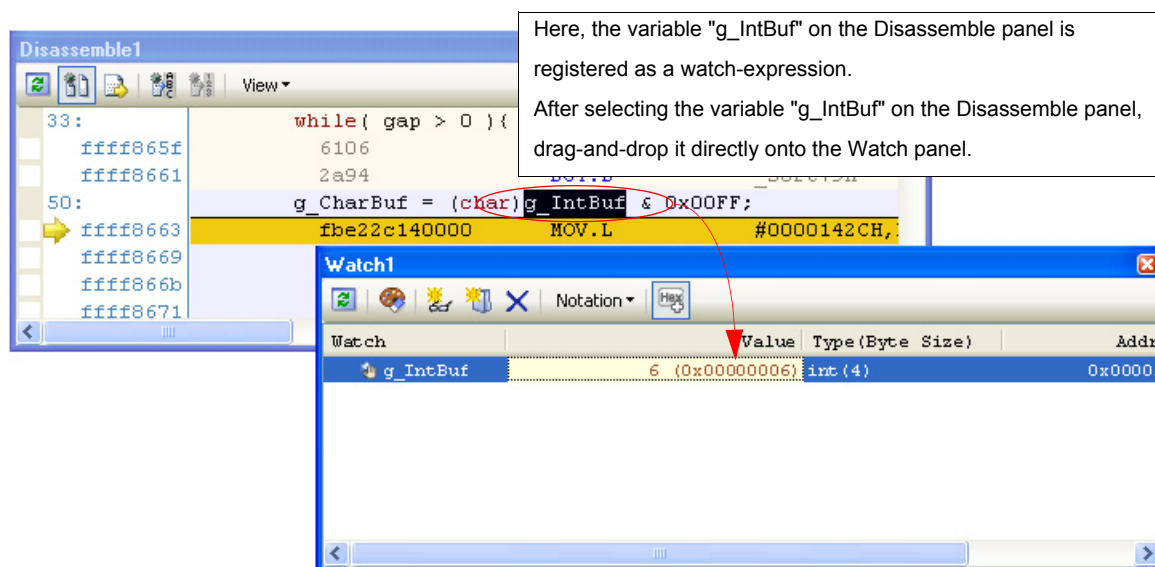 Disassemble1
Here, the variable "g_IntBuf" on the Disassemble panel is
registered as a watch-expression.
After selecting the variable "g_IntBuf" on the Disassemble panel,
drag-and-drop it directly onto the Watch panel.
View
33: while( gap > 0 ){
ffff865f 6106
ffff8661 2a94
50: g_CharBuf = (char)g_IntBuf & 0x00FF;
ffff8663 fbe22c140000 MOV.L #0000142CH,
ffff8669
ffff866b
ffff8671
Watch1
Notation Hex
Watch Value Type(Byte Size) Addr
g_IntBuf 6 (0x00000006) int(4) 0x0000